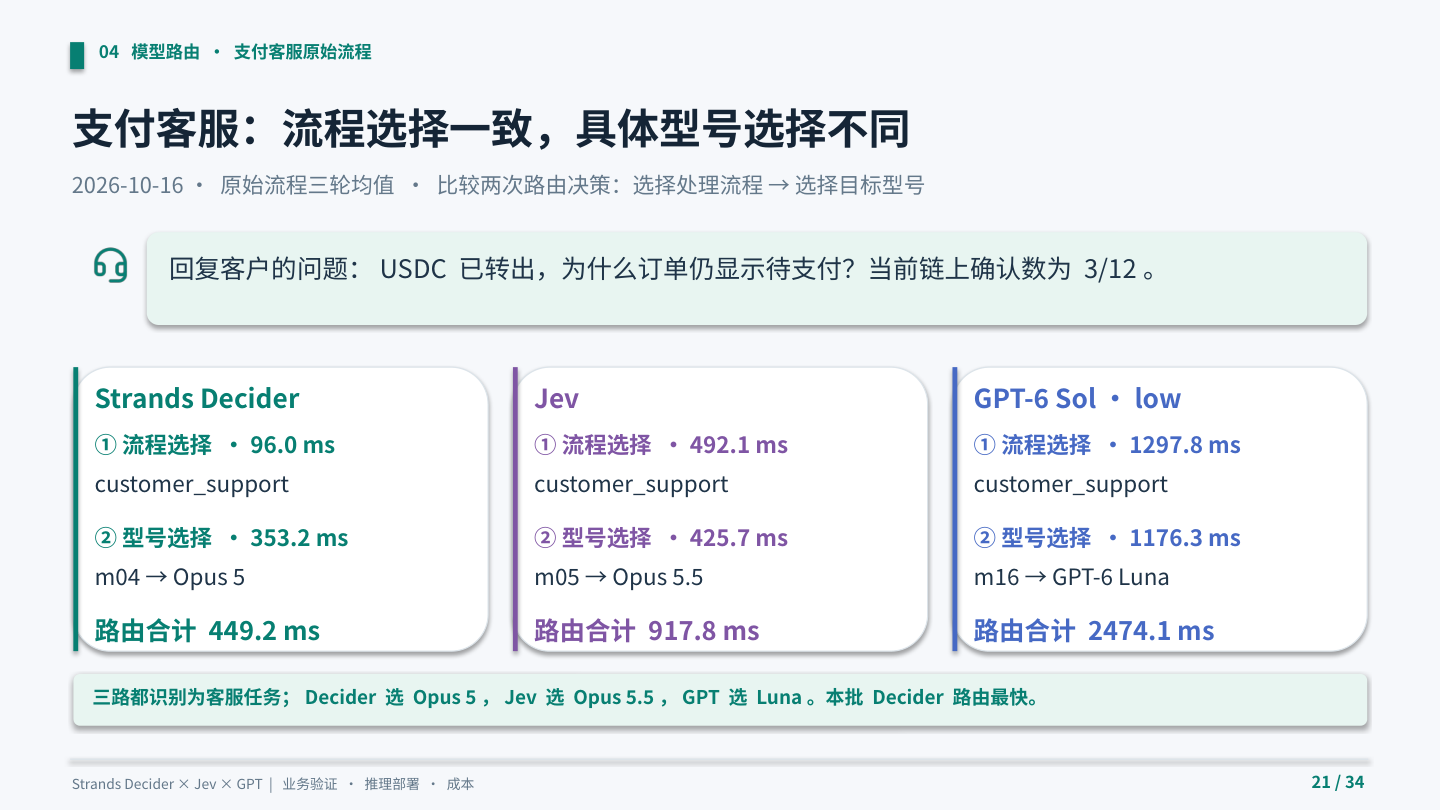 04 模型路由 · 支付客服原始流程
支付客服：流程选择一致，具体型号选择不同
2026-10-16 · 原始流程三轮均值 · 比较两次路由决策：选择处理流程 → 选择目标型号
回复客户的问题： USDC 已转出，为什么订单仍显示待支付？当前链上确认数为 3/12 。
Strands Decider
① 流程选择 · 96.0 ms
customer_support
② 型号选择 · 353.2 ms
m04 → Opus 5
路由合计 449.2 ms
Jev
① 流程选择 · 492.1 ms
customer_support
② 型号选择 · 425.7 ms
m05 → Opus 5.5
路由合计 917.8 ms
GPT-6 Sol · low
① 流程选择 · 1297.8 ms
customer_support
② 型号选择 · 1176.3 ms
m16 → GPT-6 Luna
路由合计 2474.1 ms
三路都识别为客服任务； Decider 选 Opus 5 ， Jev 选 Opus 5.5 ， GPT 选 Luna 。本批 Decider 路由最快。
Strands Decider × Jev × GPT | 业务验证 · 推理部署 · 成本
21 / 34